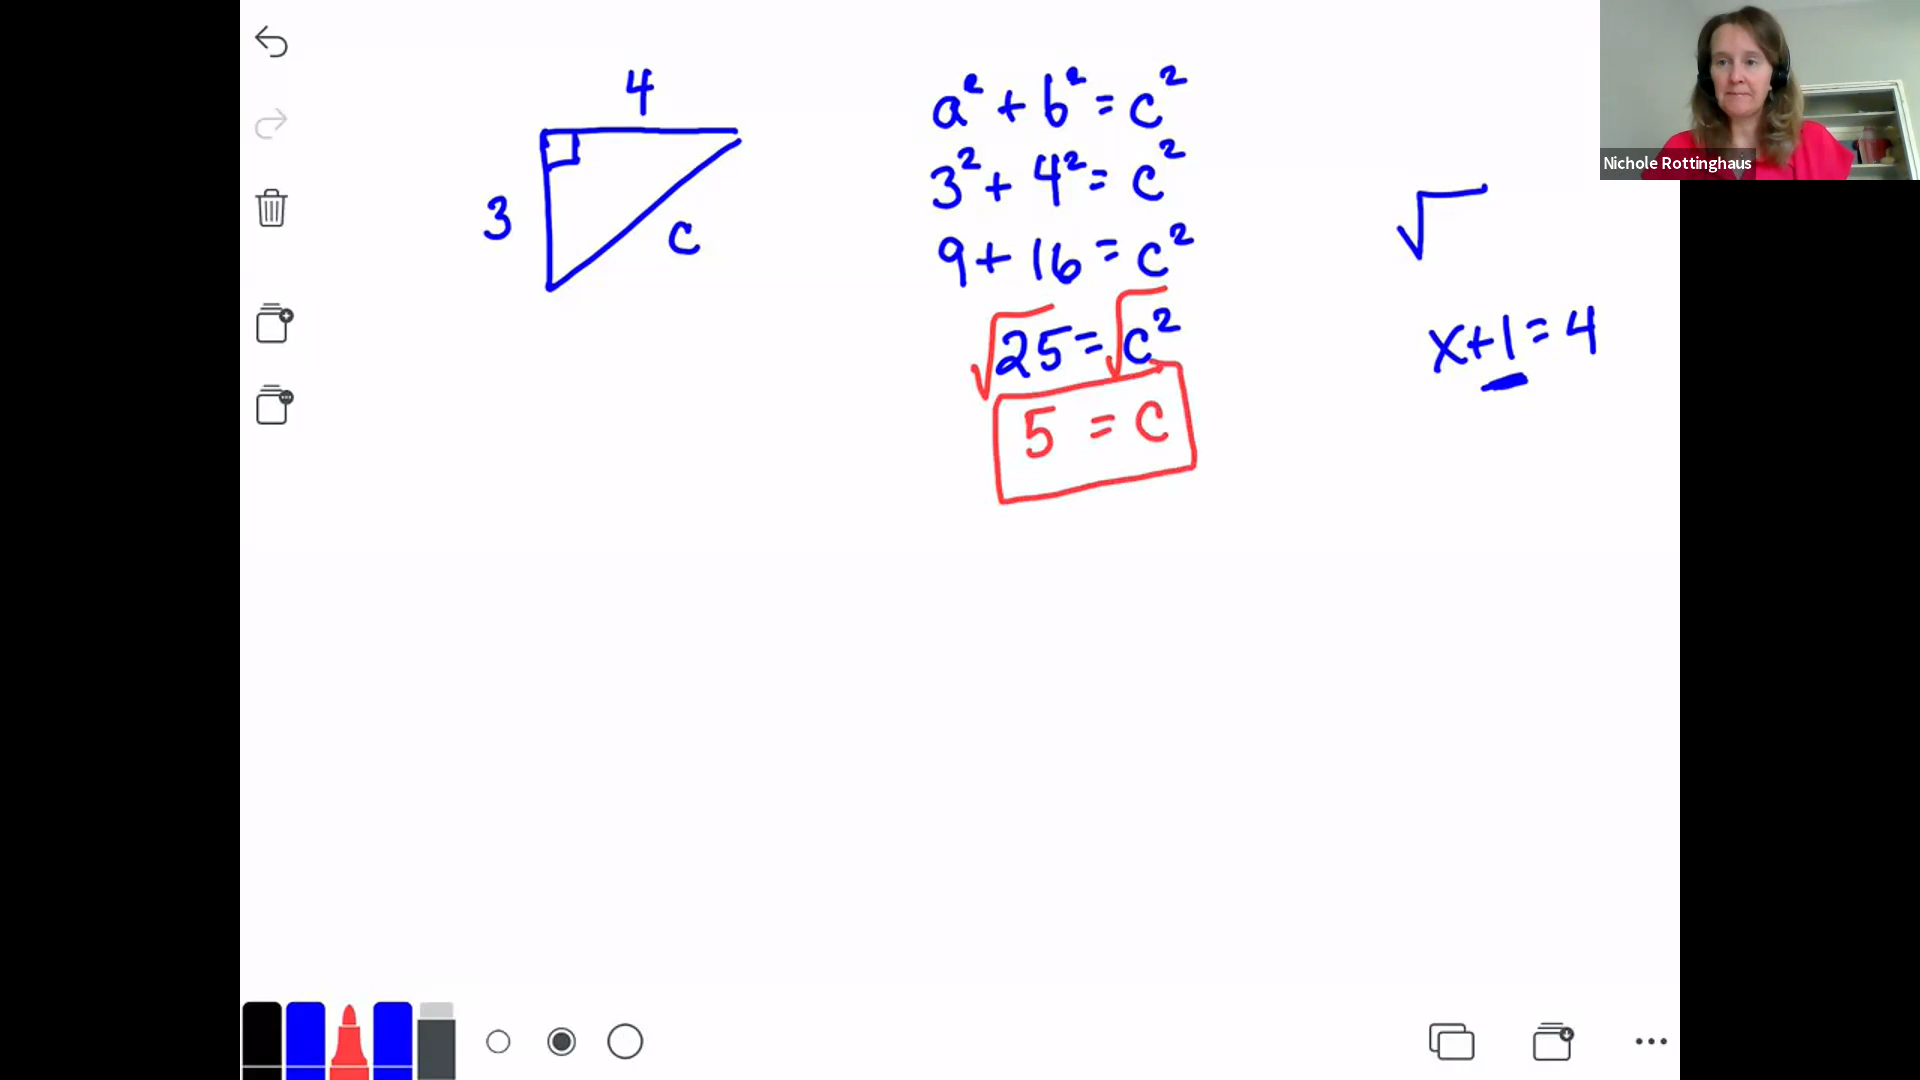 4
3
c
a² + b² = c²
3² + 4² = c²
9 + 16 = c²
√25 = √c²
5 = c
√
x+1=4
Nichole Rottinghaus